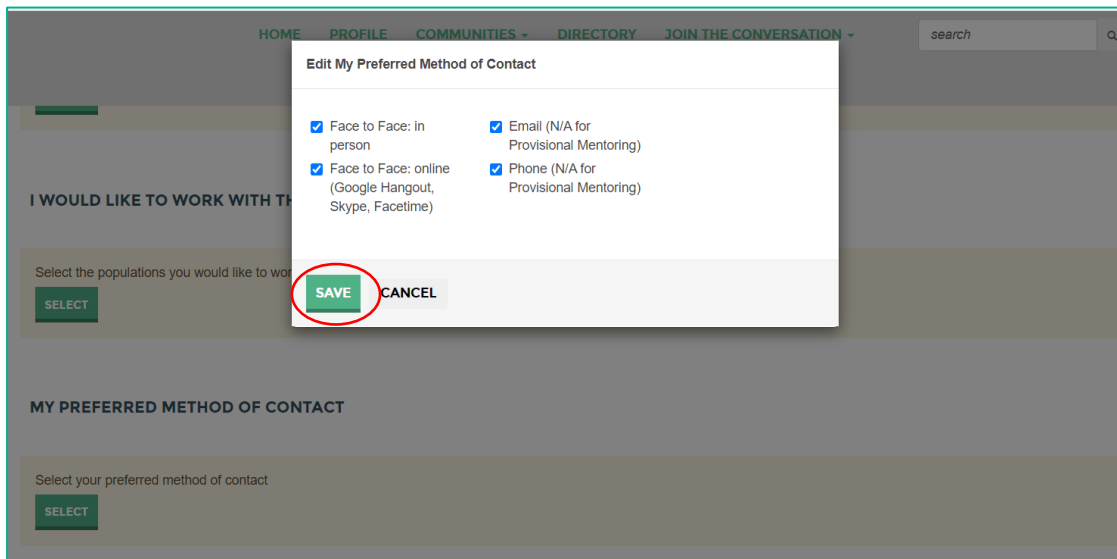 HOME PROFILE COMMUNITIES DIRECTORY JOIN THE CONVERSATION search
Edit My Preferred Method of Contact
Face to Face: in
person
Face to Face: online
(Google Hangout,
Skype, Facetime)
Email (N/A for
Provisional Mentoring)
Phone (N/A for
Provisional Mentoring)
I WOULD LIKE TO WORK WITH
Select the populations you would like to
SELECT
SAVE CANCEL
MY PREFERRED METHOD OF CONTACT
Select your preferred method of contact
SELECT